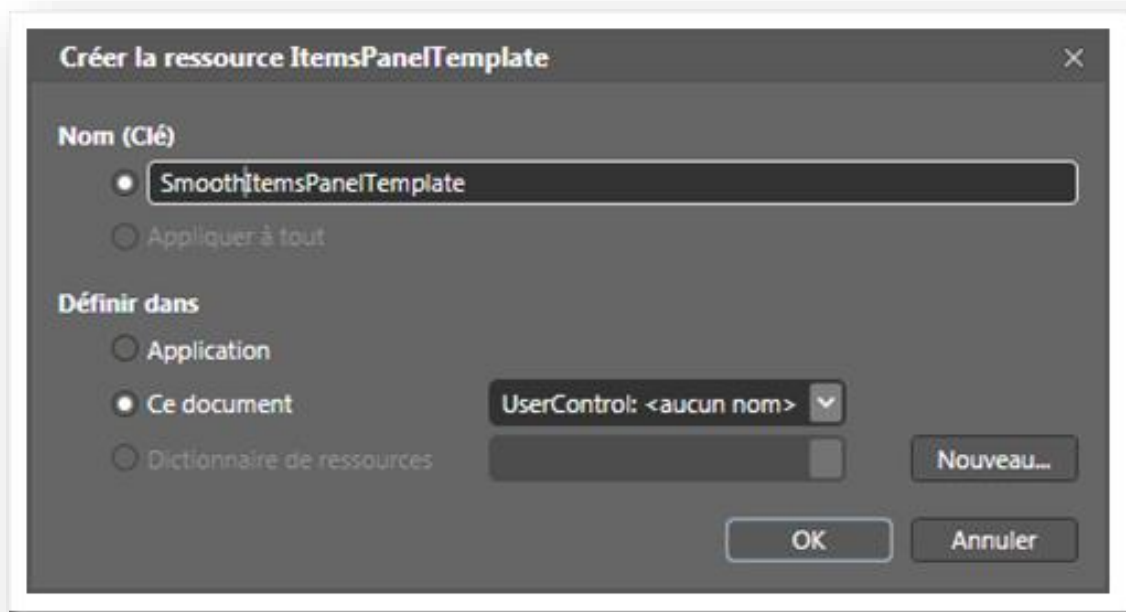 Créer la ressource ItemsPanelTemplate
Nom (Clé)
SmoothItemsPanelTemplate
Appliquer à tout
Définir dans
Application
Ce document UserControl: <aucun nom>
Dictionnaire de ressources Nouveau...
OK Annuler